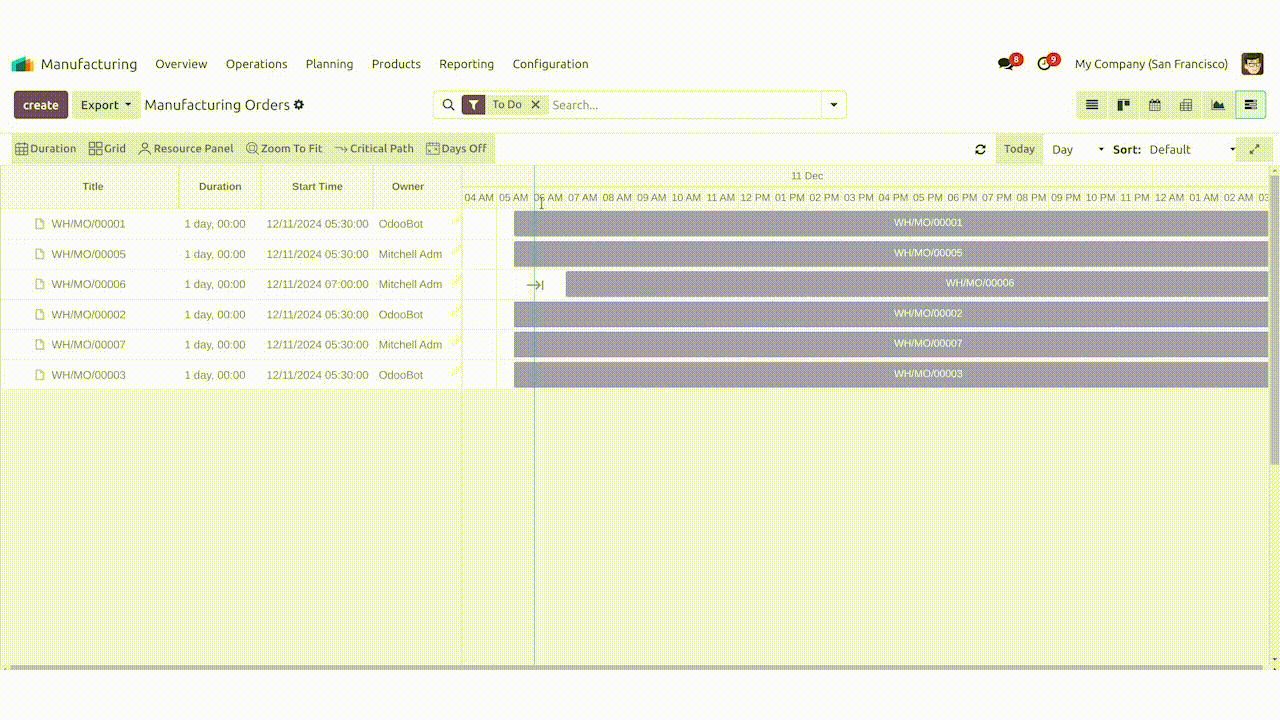 Manufacturing Overview Operations Planning Products Reporting Configuration 8 9 My Company (San Francisco)
create Export Manufacturing Orders To Do Search...
Duration Grid Resource Panel Zoom To Fit Critical Path Days Off Today Day Sort: Default
Title Duration Start Time Owner 11 Dec
04 AM 05 AM 06 AM 07 AM 08 AM 09 AM 10 AM 11 AM 12 PM 01 PM 02 PM 03 PM 04 PM 05 PM 06 PM 07 PM 08 PM 09 PM 10 PM 11 PM 12 AM 01 AM 02 AM 03
WH/MO/00001 1 day, 00:00 12/11/2024 05:30:00 OdooBot WH/MO/00001
WH/MO/00005 1 day, 00:00 12/11/2024 05:30:00 Mitchell Adm WH/MO/00005
WH/MO/00006 1 day, 00:00 12/11/2024 07:00:00 Mitchell Adm WH/MO/00006
WH/MO/00002 1 day, 00:00 12/11/2024 05:30:00 OdooBot WH/MO/00002
WH/MO/00007 1 day, 00:00 12/11/2024 05:30:00 Mitchell Adm WH/MO/00007
WH/MO/00003 1 day, 00:00 12/11/2024 05:30:00 OdooBot WH/MO/00003